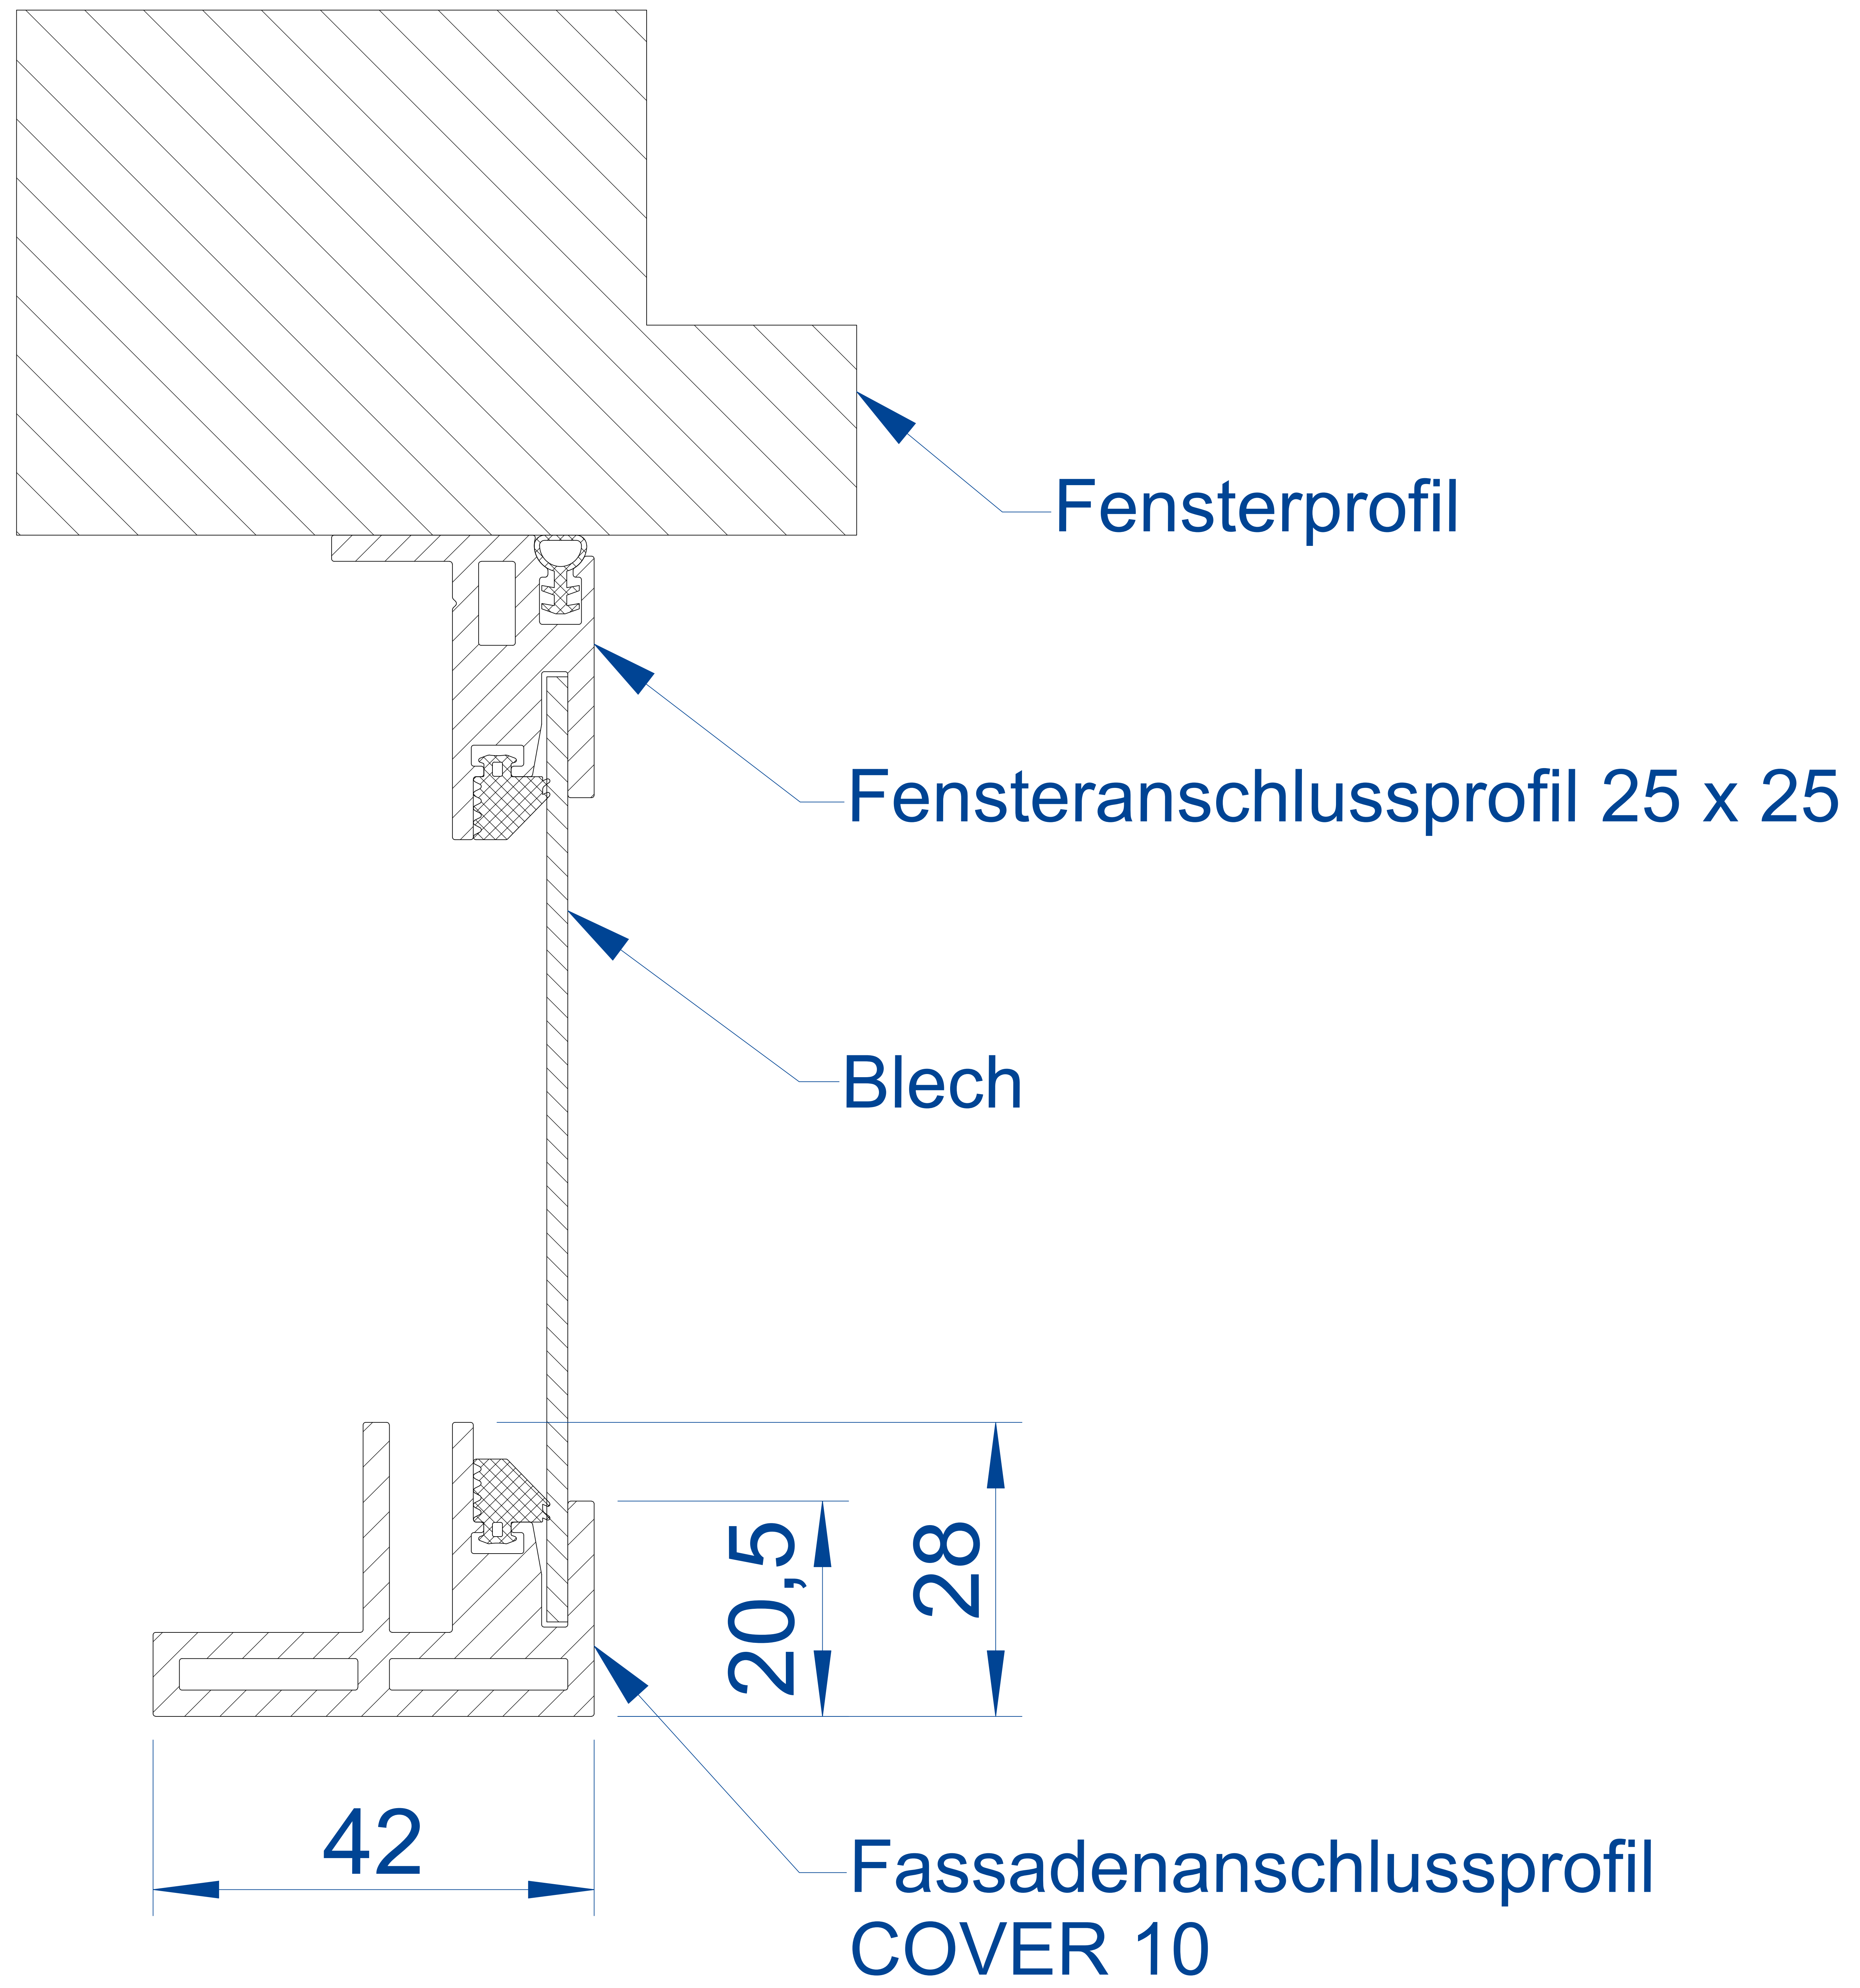 Fensterprofil
Fensteranschlussprofil 25 x 25
Blech
20,5
28
42
Fassadenanschlussprofil
COVER 10